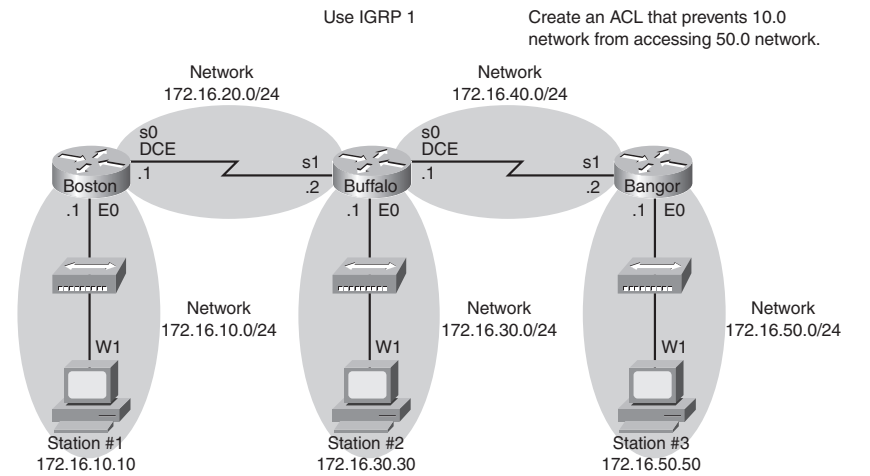 Use IGRP 1
Create an ACL that prevents 10.0
network from accessing 50.0 network.
Network
172.16.20.0/24
Network
172.16.40.0/24
s0
DCE
.1
s1
.2
s0
DCE
.1
s1
.2
Boston
Buffalo
Bangor
.1 E0
.1 E0
.1 E0
Network
172.16.10.0/24
Network
172.16.30.0/24
Network
172.16.50.0/24
W1
W1
W1
Station #1
172.16.10.10
Station #2
172.16.30.30
Station #3
172.16.50.50